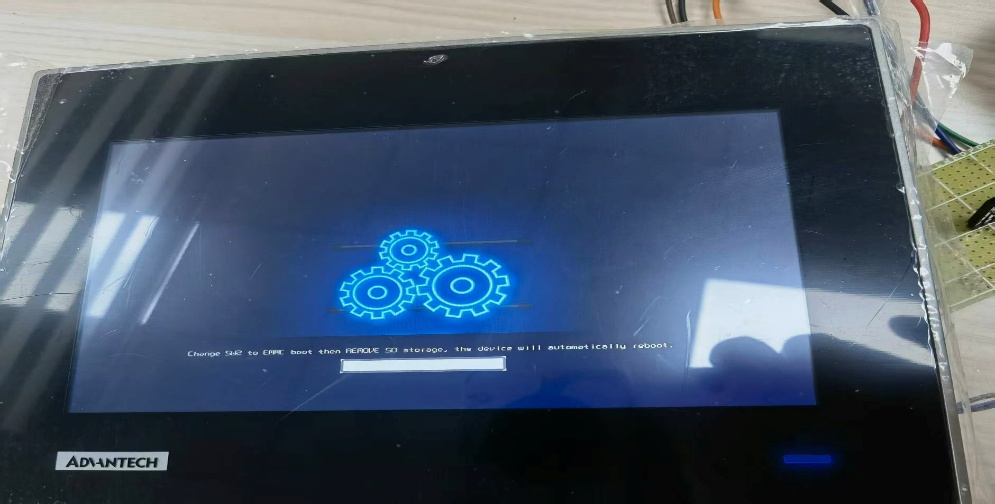 Change SW2 to EMMC boot then REMOVE SD storage, the device will automatically reboot.
ADVANTECH